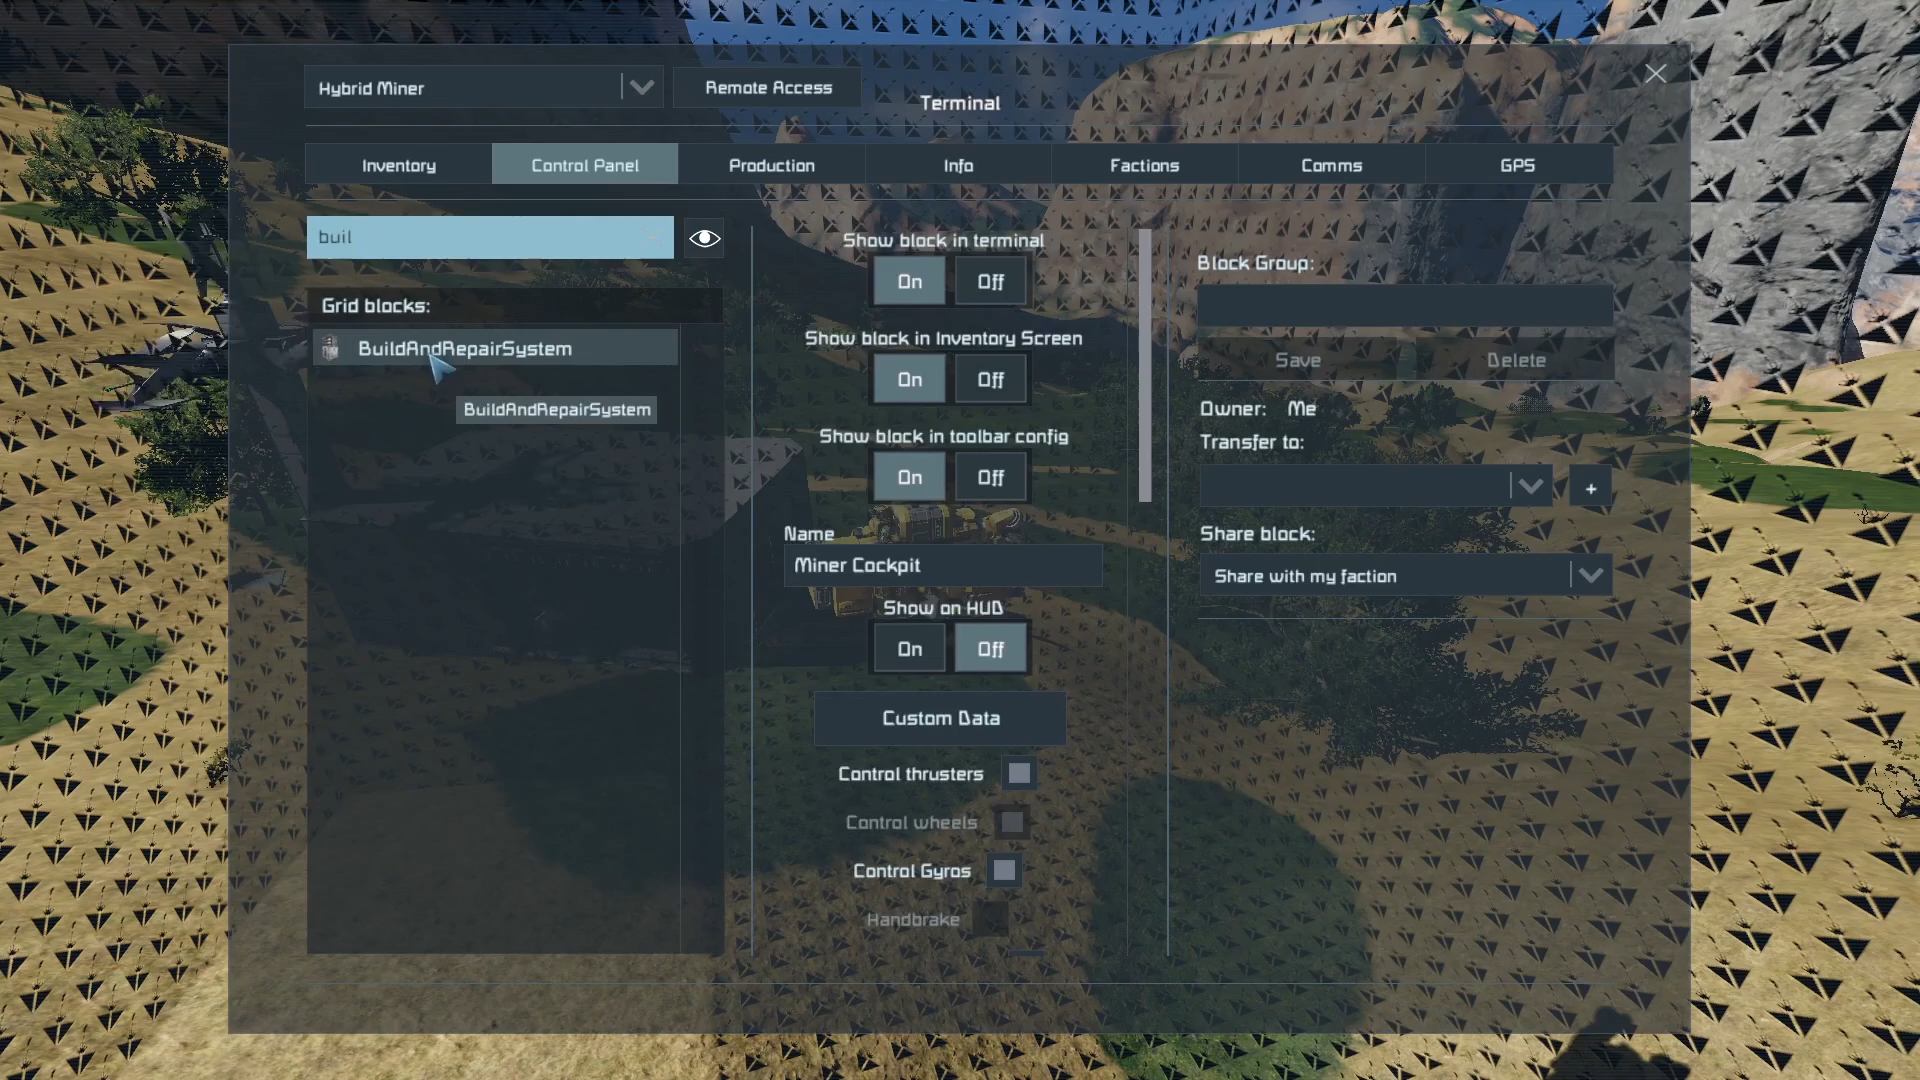 Hybrid Miner
Remote Access
Terminal
Inventory
Control Panel
Production
Info
Factions
Comms
GPS
buil
Grid blocks:
BuildAndRepairSystem
BuildAndRepairSystem
Show block in terminal
On Off
Show block in Inventory Screen
On Off
Show block in toolbar config
On Off
Name
Miner Cockpit
Show on HUD
On Off
Custom Data
Control thrusters
Control wheels
Control Gyros
Handbrake
Block Group:
Save Delete
Owner: Me
Transfer to:
+
Share block:
Share with my faction